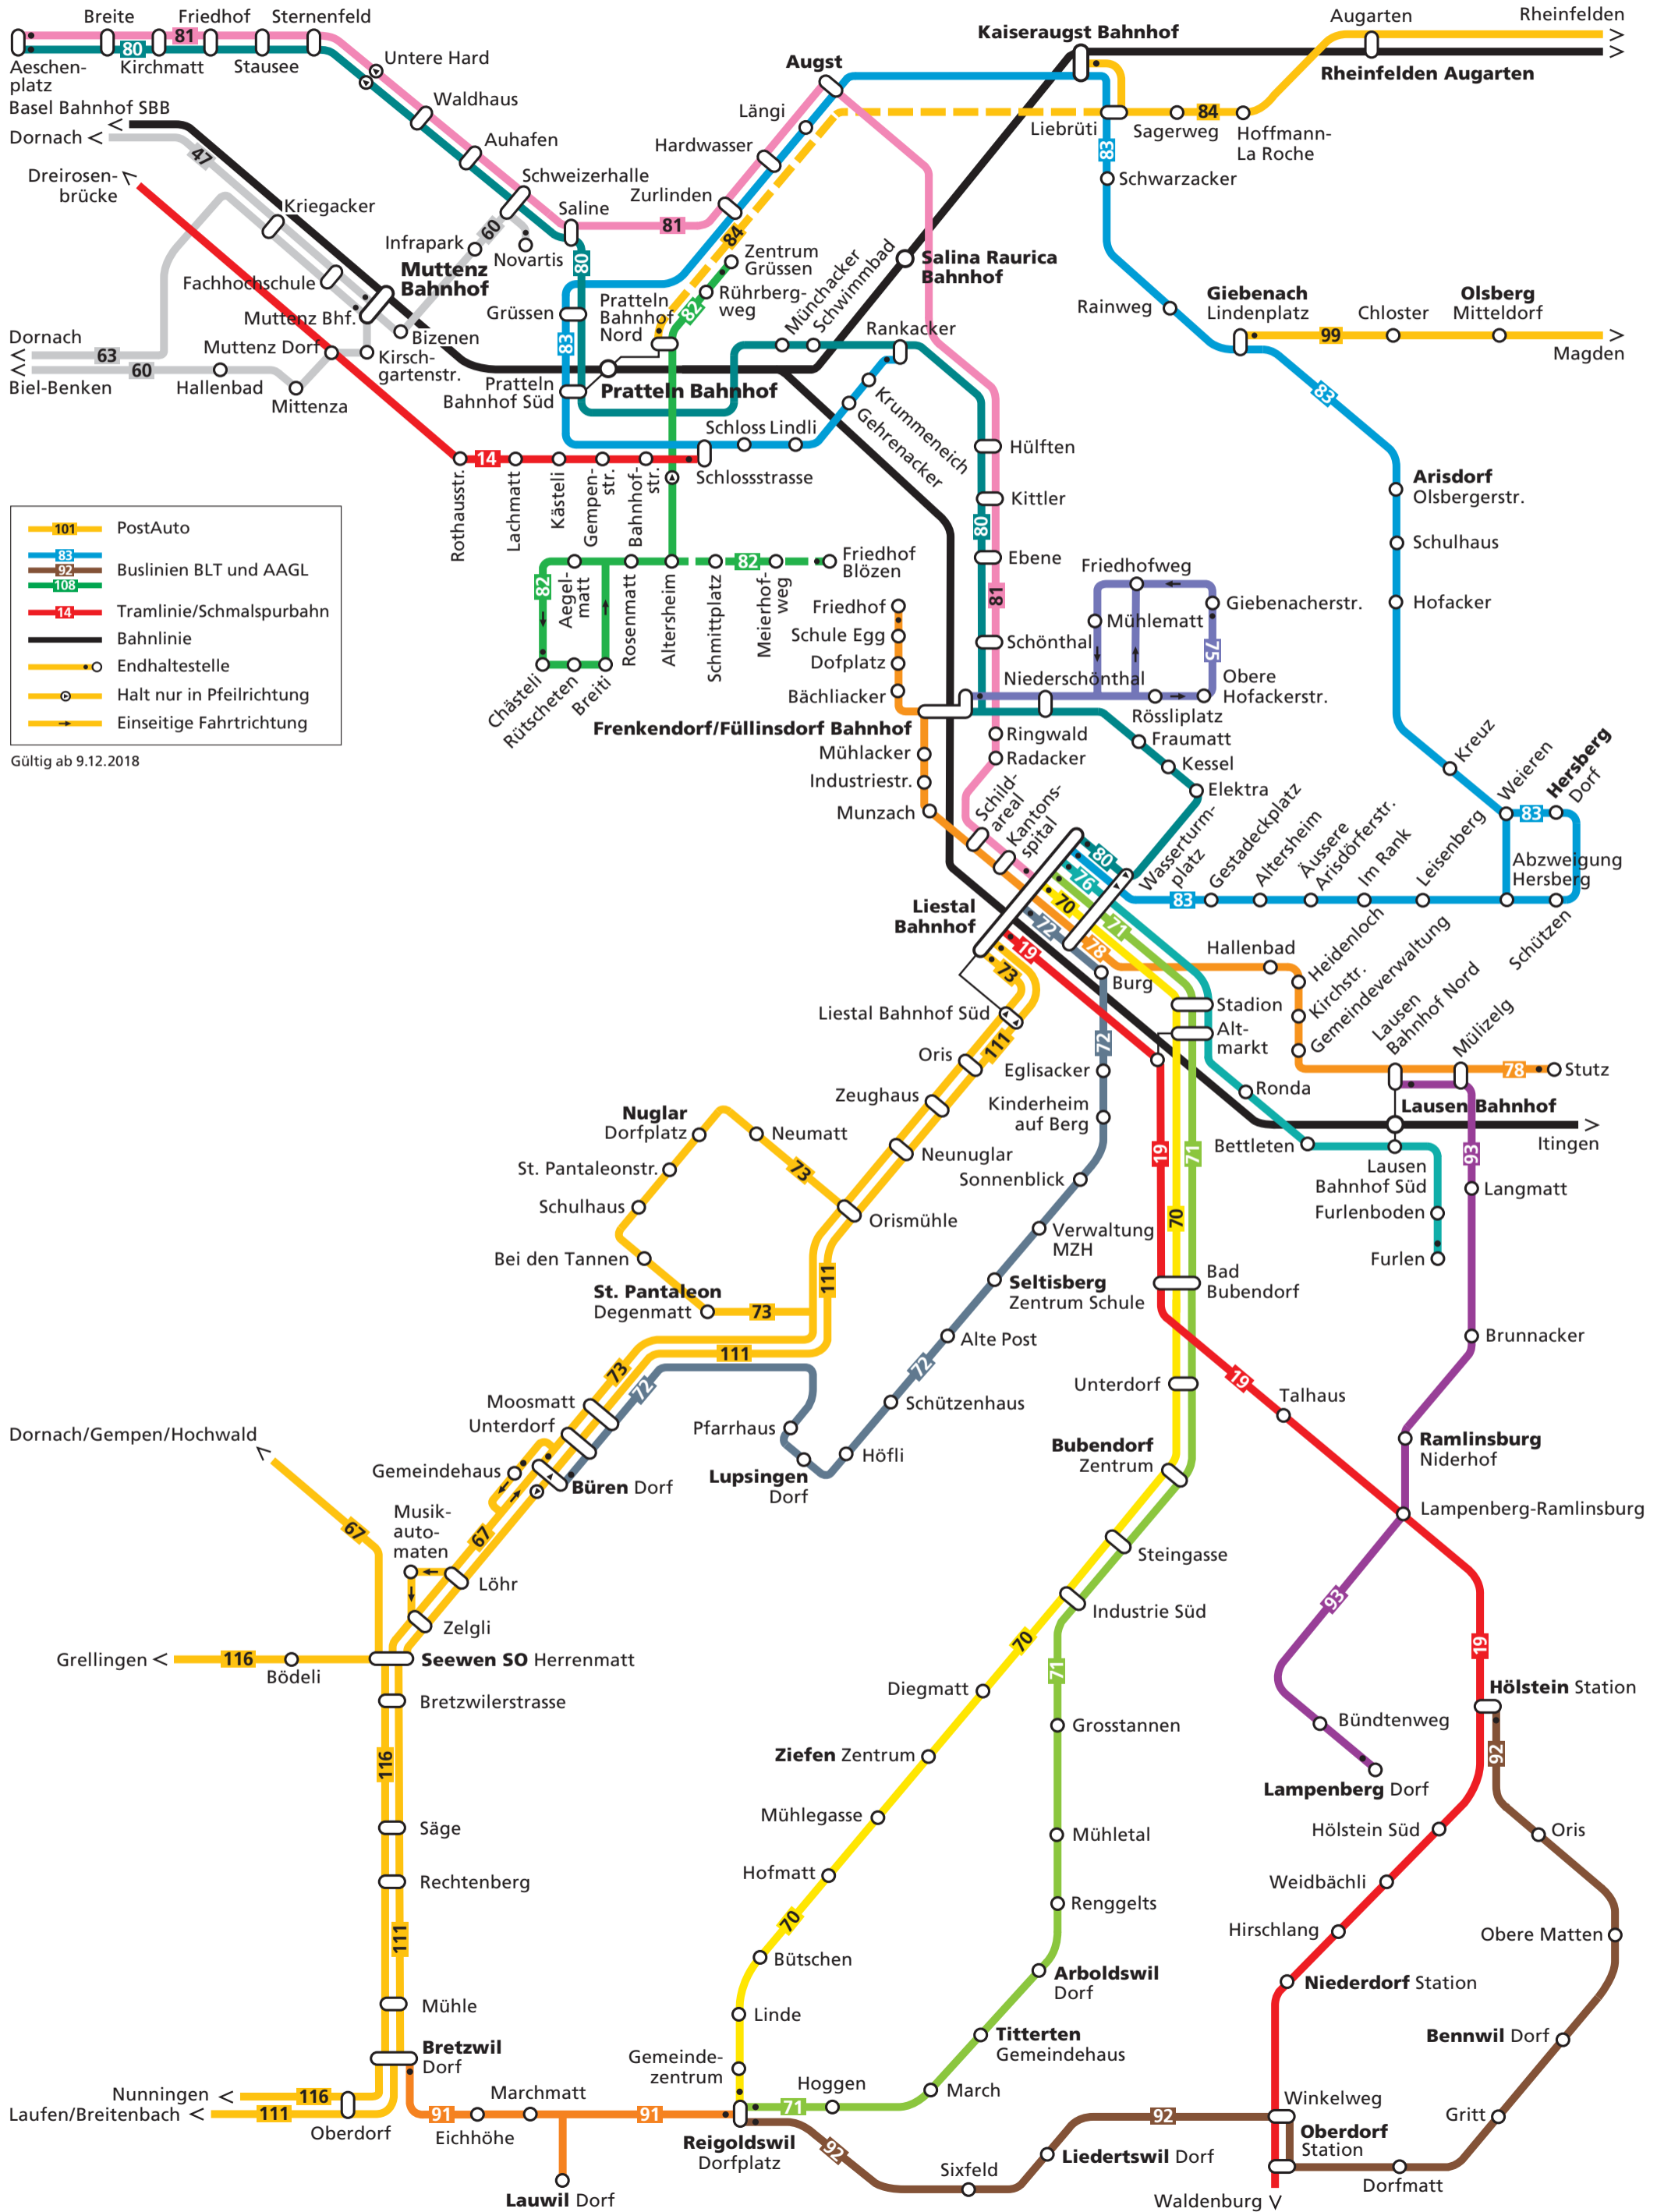 Breite
Friedhof
Sternenfeld
81
80
Aeschen-
platz
Kirchmatt
Stausee
Untere Hard
Waldhaus
Auhafen
Schweizerhalle
Saline
81
Basel Bahnhof SBB
Dornach
47
Dreirosen-
brücke
Kriegacker
Infrapark
60
Novartis
80
Fachhochschule
Muttenz
Bahnhof
Muttenz Bhf.
Bizenen
Dornach
63
60
Biel-Benken
Muttenz Dorf
Hallenbad
Mittenza
Kirsch-
gartenstr.
Kaiseraugst Bahnhof
Augarten
Rheinfelden
Rheinfelden Augarten
Augst
Längi
Hardwasser
Zurlinden
84
Liebrüti
Sagerweg
84
Hoffmann-
La Roche
83
Schwarzacker
Zentrum
Grüssen
Rührberg-
weg
82
Münchacker
Schwimmbad
Salina Raurica
Bahnhof
Rainweg
Giebenach
Lindenplatz
99
Chloster
Olsberg
Mitteldorf
Magden
Grüssen
Pratteln
Bahnhof
Nord
83
Pratteln
Bahnhof Süd
Pratteln Bahnhof
Rankacker
Krummeneich
Gehrenacker
Schloss
Lindli
Schlossstrasse
14
Rothausstr.
Lachmatt
Kästeli
Gempen-
str.
Bahnhof-
str.
83
Hülften
Kittler
80
Ebene
81
Schönthal
Arisdorf
Olsbergerstr.
Schulhaus
Hofacker
101
PostAuto
83
92
108
Buslinien BLT und AAGL
14
Tramlinie/Schmalspurbahn
Bahnlinie
Endhaltestelle
Halt nur in Pfeilrichtung
Einseitige Fahrtrichtung
Gültig ab 9.12.2018
82
Aegel-
matt
Rosenmatt
Altersheim
Schmittplatz
82
Meierhof-
weg
Friedhof
Blözen
Chästeli
Rütscheten
Breiti
Friedhof
Schule Egg
Dofplatz
Bächliacker
Frenkendorf/Füllinsdorf Bahnhof
Mühlacker
Industriestr.
Munzach
Friedhofweg
Mühlematt
Giebenacherstr.
75
Niederschönthal
Obere
Hofackerstr.
Rössliplatz
Ringwald
Radacker
Fraumatt
Kessel
Elektra
Schild-
areal
Kantons-
spital
Wasserturm-
platz
Gestadeckplatz
Altersheim
Äussere
Arisdörferstr.
Im Rank
Leisenberg
Kreuz
Weieren
Hersberg
Dorf
83
Abzweigung
Hersberg
Schützen
83
80
76
70
71
72
78
19
73
Liestal
Bahnhof
Burg
Hallenbad
Heidenloch
Kirchstr.
Gemeindeverwaltung
Lausen
Bahnhof Nord
Mülizelg
78
Stutz
Liestal Bahnhof Süd
111
Stadion
Alt-
markt
Oris
Zeughaus
Neunuglar
Orismühle
72
Eglisacker
Kinderheim
auf Berg
Sonnenblick
Verwaltung
MZH
Seltisberg
Zentrum Schule
Alte Post
72
Schützenhaus
Höfli
Ronda
Bettleten
Lausen Bahnhof
Itingen
Lausen
Bahnhof Süd
Furlenboden
Furlen
93
Langmatt
Brunnacker
Nuglar
Dorfplatz
Neumatt
73
St. Pantaleonstr.
Schulhaus
Bei den Tannen
St. Pantaleon
Degenmatt
73
111
111
73
72
19
71
70
Bad
Bubendorf
Unterdorf
19
Talhaus
Ramlinsburg
Niderhof
Lampenberg-Ramlinsburg
Pfarrhaus
Lupsingen
Dorf
Moosmatt
Unterdorf
Gemeindehaus
Büren Dorf
Dornach/Gempen/Hochwald
67
Musik-
auto-
maten
67
Löhr
Zelgli
Bubendorf
Zentrum
Steingasse
Industrie Süd
93
19
Grellingen
116
Bödeli
Seewen SO Herrenmatt
Bretzwilerstrasse
116
Säge
Rechtenberg
111
Mühle
Bretzwil
Dorf
Nunningen
116
Laufen/Breitenbach
111
Oberdorf
70
71
Diegmatt
Grosstannen
Ziefen Zentrum
Mühlegasse
Mühletal
Hofmatt
Renggelts
70
Bütschen
Arboldswil
Dorf
Linde
Titterten
Gemeindehaus
Gemeinde-
zentrum
Hoggen
March
71
91
Marchmatt
Eichhöhe
91
Lauwil Dorf
Reigoldswil
Dorfplatz
92
Sixfeld
Liedertswil Dorf
92
Hölstein Station
Bündtenweg
Lampenberg Dorf
92
Hölstein Süd
Oris
Weidbächli
Hirschlang
Obere Matten
Niederdorf Station
Bennwil Dorf
Winkelweg
Gritt
Oberdorf
Station
Dorfmatt
Waldenburg